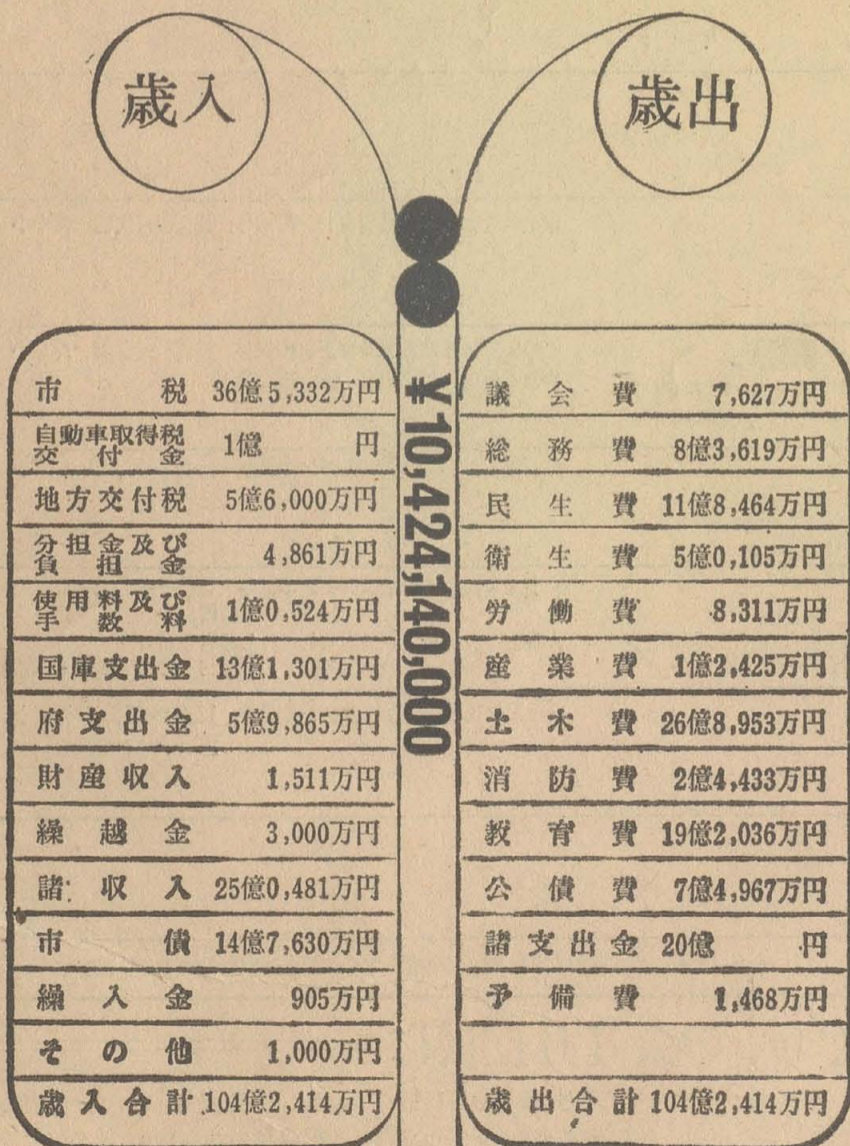 歳入
歳出
¥10,424,140,000
市税 36億5,332万円
自動車取得税
交付金 1億 円
地方交付税 5億6,000万円
分担金及び
負担金 4,861万円
使用料及び
手数料 1億0,524万円
国庫支出金 13億1,301万円
府支出金 5億9,865万円
財産収入 1,511万円
繰越金 3,000万円
諸収入 25億0,481万円
市債 14億7,630万円
繰入金 905万円
その他 1,000万円
歳入合計 104億2,414万円
議会費 7,627万円
総務費 8億3,619万円
民生費 11億8,464万円
衛生費 5億0,105万円
労働費 8,311万円
産業費 1億2,425万円
土木費 26億8,953万円
消防費 2億4,433万円
教育費 19億2,036万円
公債費 7億4,967万円
諸支出金 20億 円
予備費 1,468万円
歳出合計 104億2,414万円